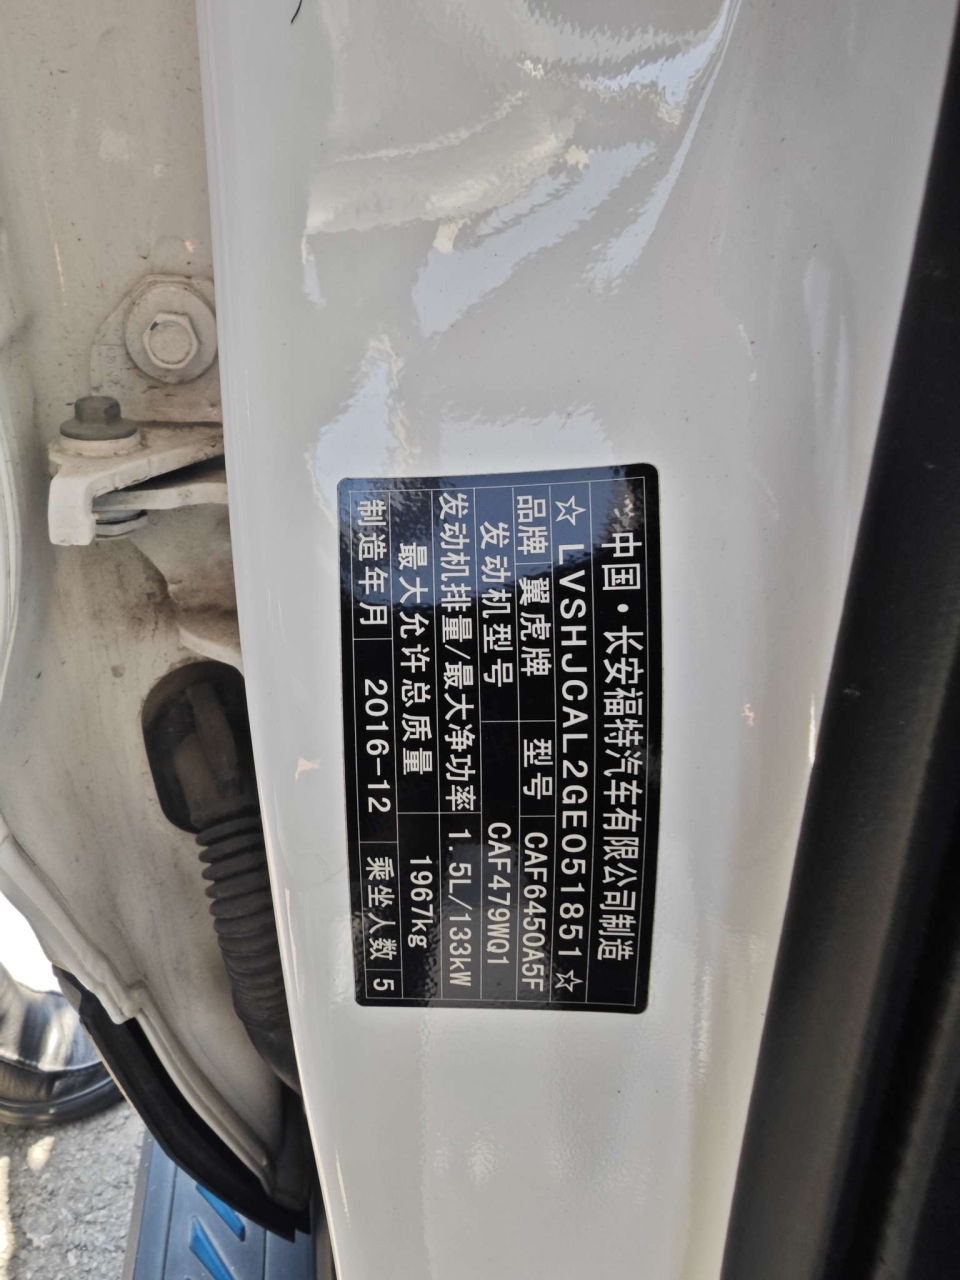 中国·长安福特汽车有限公司制造
☆LVSHJCAL2GE051851☆
品牌 翼虎牌 型号 CAF6450A5F
发动机型号 CAF479WQ1
发动机排量/最大净功率 1.5L/133kW
最大允许总质量 1967kg
制造年月 2016-12 乘坐人数 5